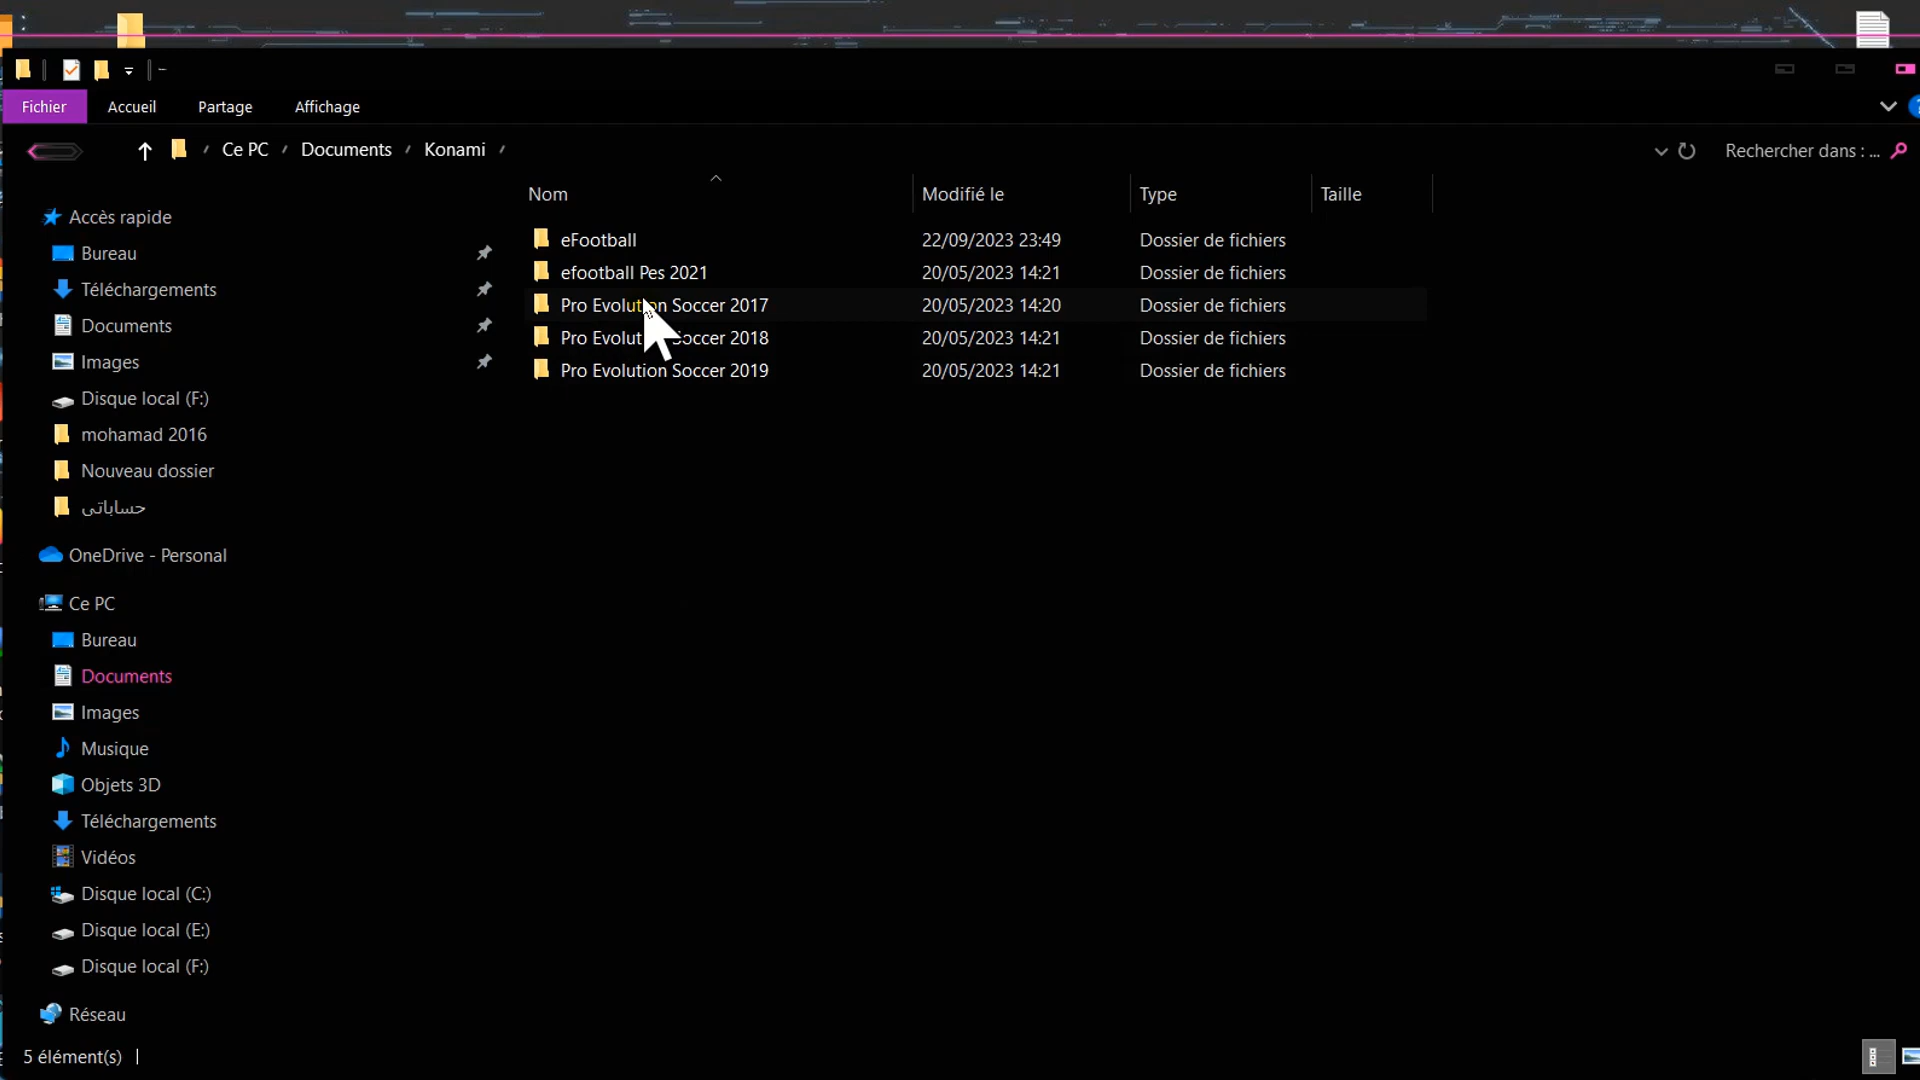 Fichier
Accueil
Partage
Affichage
Ce PC
Documents
Konami
Rechercher dans : ...
Nom
Modifié le
Type
Taille
eFootball 22/09/2023 23:49 Dossier de fichiers
efootball Pes 2021 20/05/2023 14:21 Dossier de fichiers
Pro Evolution Soccer 2017 20/05/2023 14:20 Dossier de fichiers
Pro Evolut occer 2018 20/05/2023 14:21 Dossier de fichiers
Pro Evolution Soccer 2019 20/05/2023 14:21 Dossier de fichiers
Accès rapide
Bureau
Téléchargements
Documents
Images
Disque local (F:)
mohamad 2016
Nouveau dossier
حساباتى
OneDrive - Personal
Ce PC
Bureau
Documents
Images
Musique
Objets 3D
Téléchargements
Vidéos
Disque local (C:)
Disque local (E:)
Disque local (F:)
Réseau
5 élément(s)